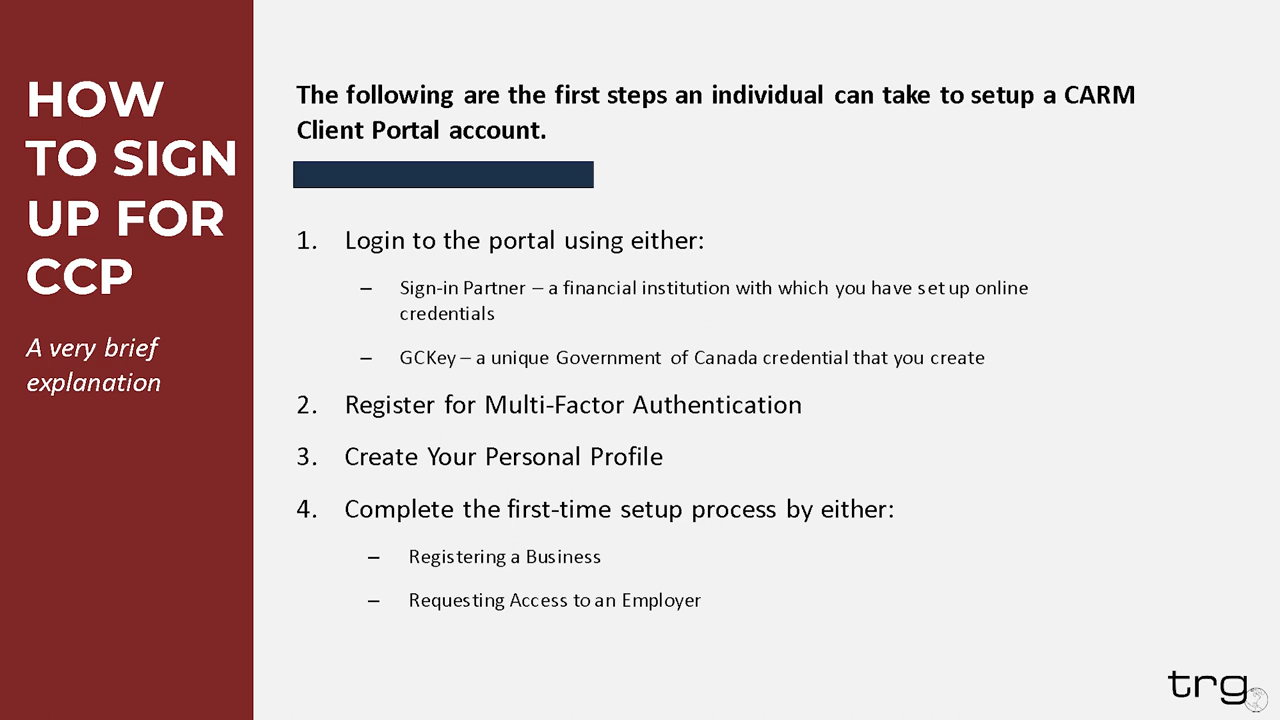 HOW
TO SIGN
UP FOR
CCP
A very brief
explanation
The following are the first steps an individual can take to setup a CARM
Client Portal account.
1. Login to the portal using either:
– Sign-in Partner – a financial institution with which you have set up online
credentials
– GCKey – a unique Government of Canada credential that you create
2. Register for Multi-Factor Authentication
3. Create Your Personal Profile
4. Complete the first-time setup process by either:
– Registering a Business
– Requesting Access to an Employer
trg